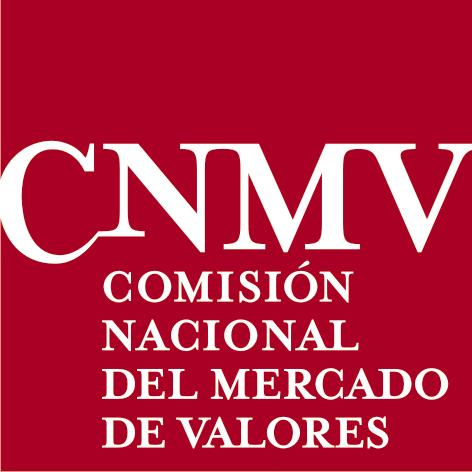 CNMV
COMISIÓN
NACIONAL
DEL MERCADO
DE VALORES